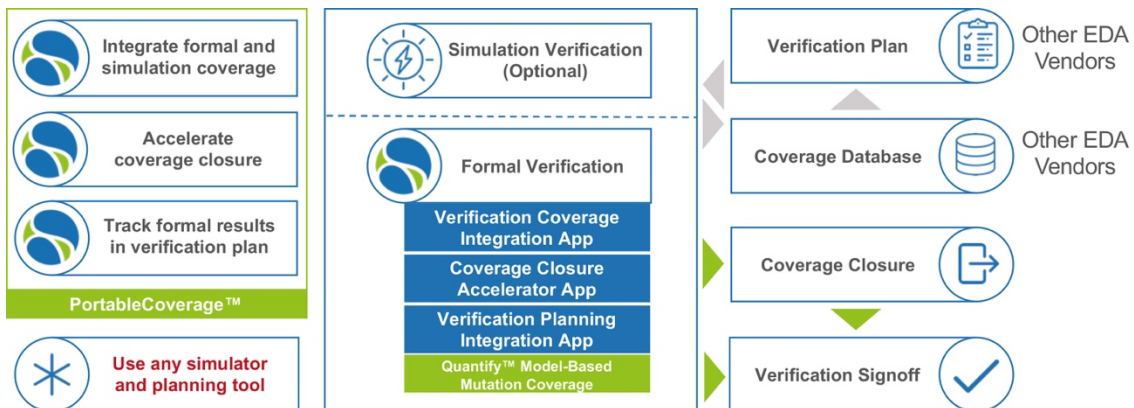 Integrate formal and
simulation coverage
Accelerate
coverage closure
Track formal results
in verification plan
PortableCoverage™
Use any simulator
and planning tool
Simulation Verification
(Optional)
Formal Verification
Verification Coverage
Integration App
Coverage Closure
Accelerator App
Verification Planning
Integration App
Quantify™ Model-Based
Mutation Coverage
Verification Plan
Other EDA
Vendors
Coverage Database
Other EDA
Vendors
Coverage Closure
Verification Signoff